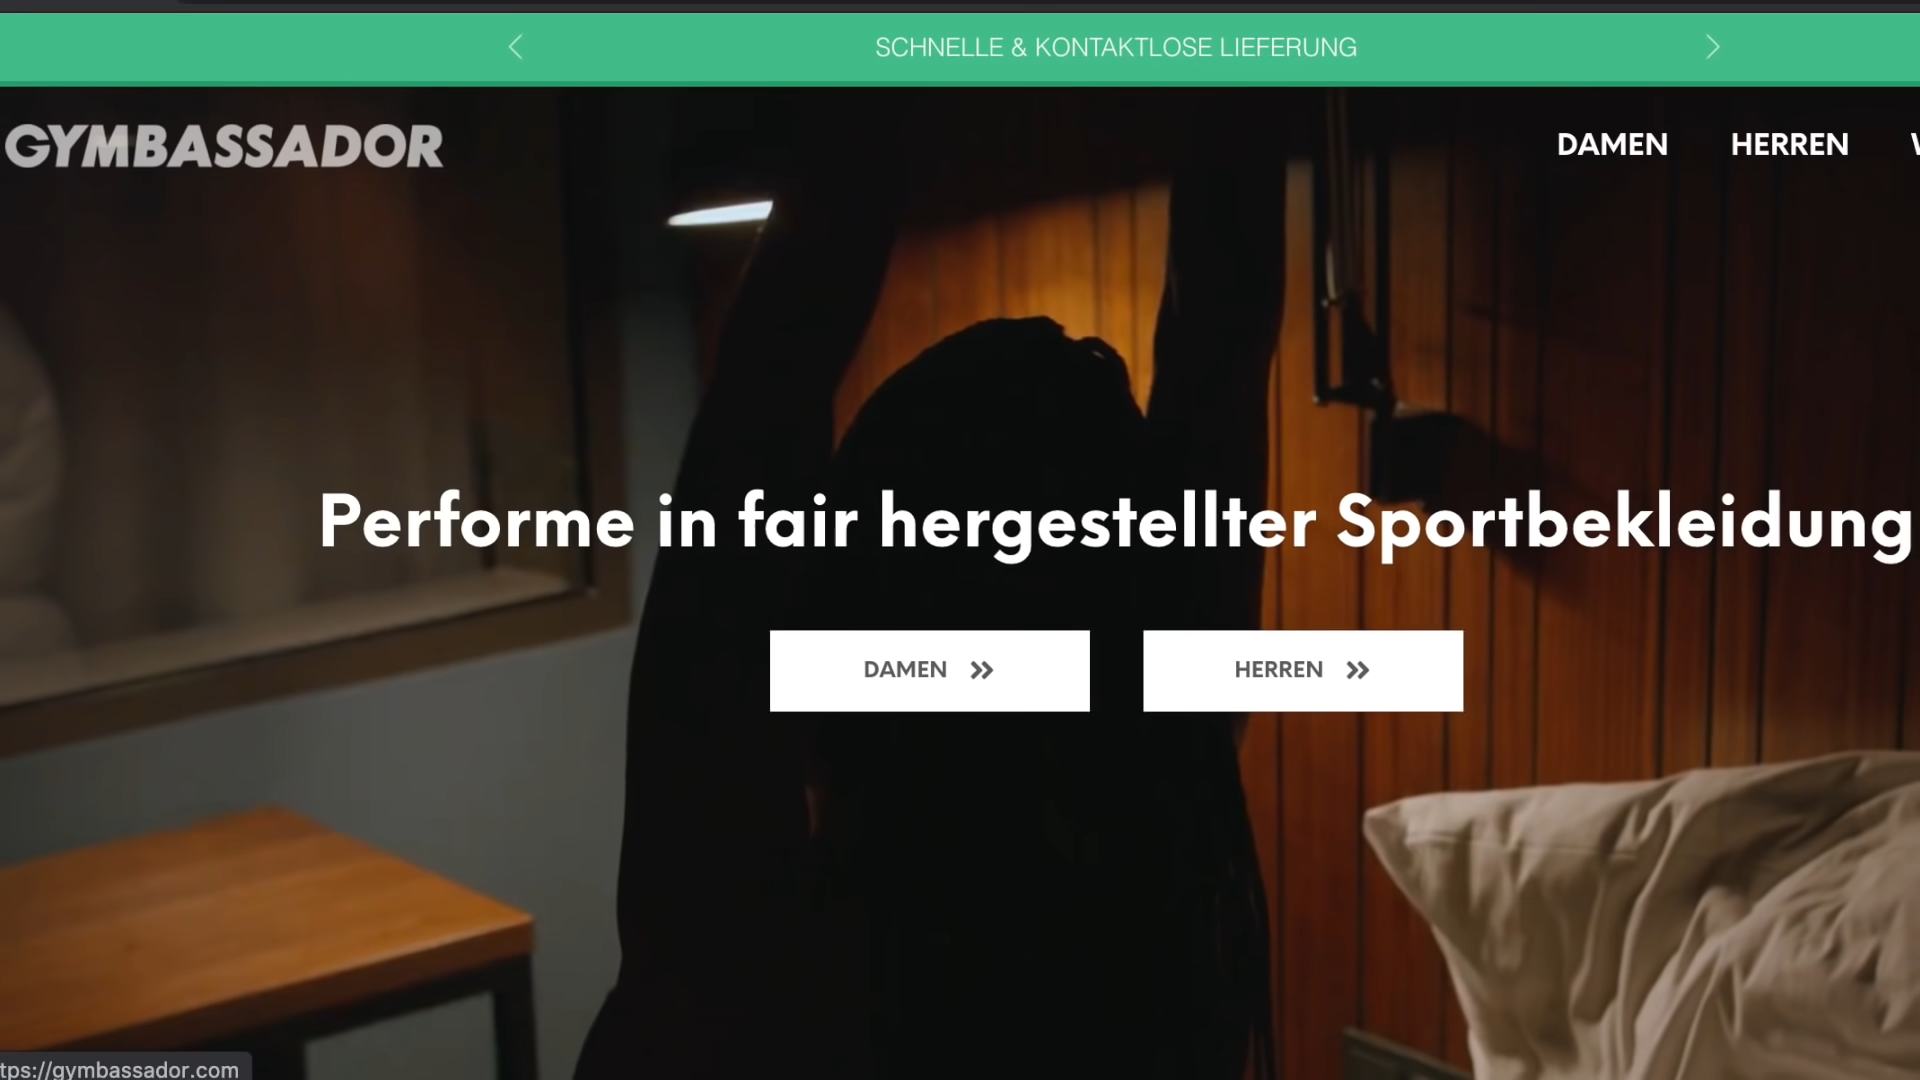 SCHNELLE & KONTAKTLOSE LIEFERUNG
GYMBASSADOR
DAMEN HERREN
Performe in fair hergestellter Sportbekleidung
DAMEN HERREN
tps://gymbassador.com